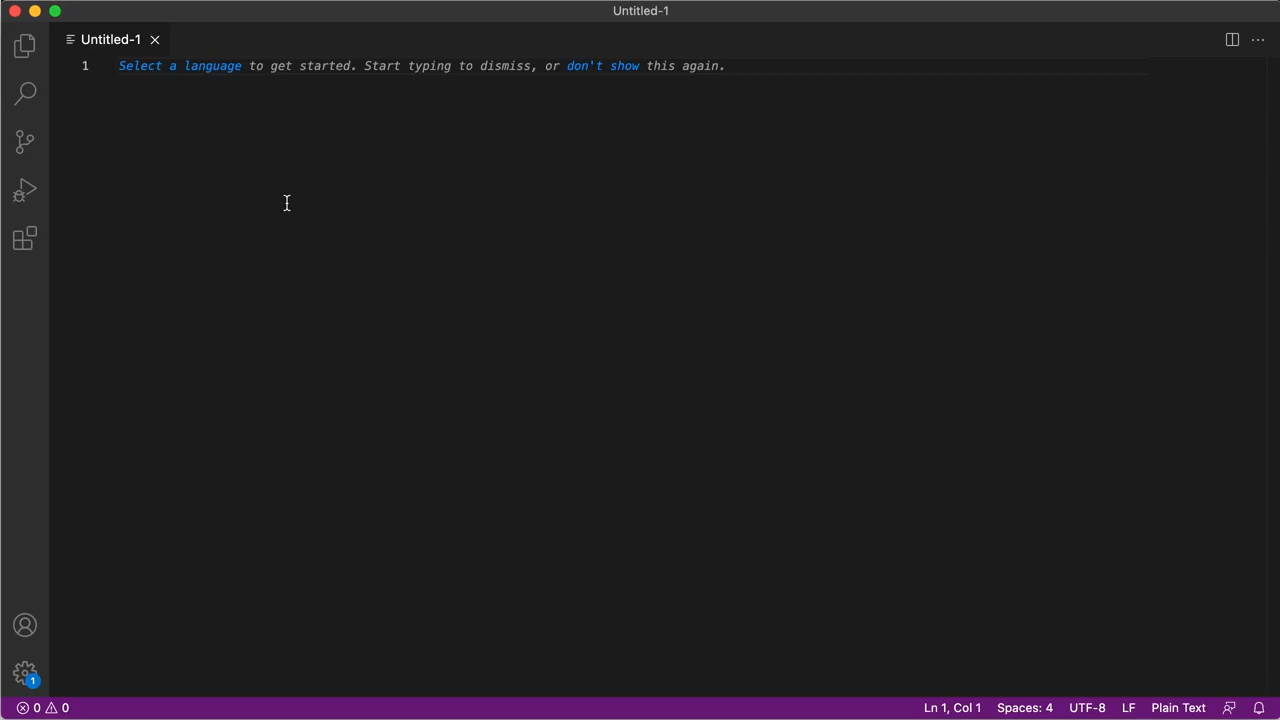 Untitled-1
Untitled-1
1 Select a language to get started. Start typing to dismiss, or don't show this again.
1
0 0 Ln 1, Col 1 Spaces: 4 UTF-8 LF Plain Text